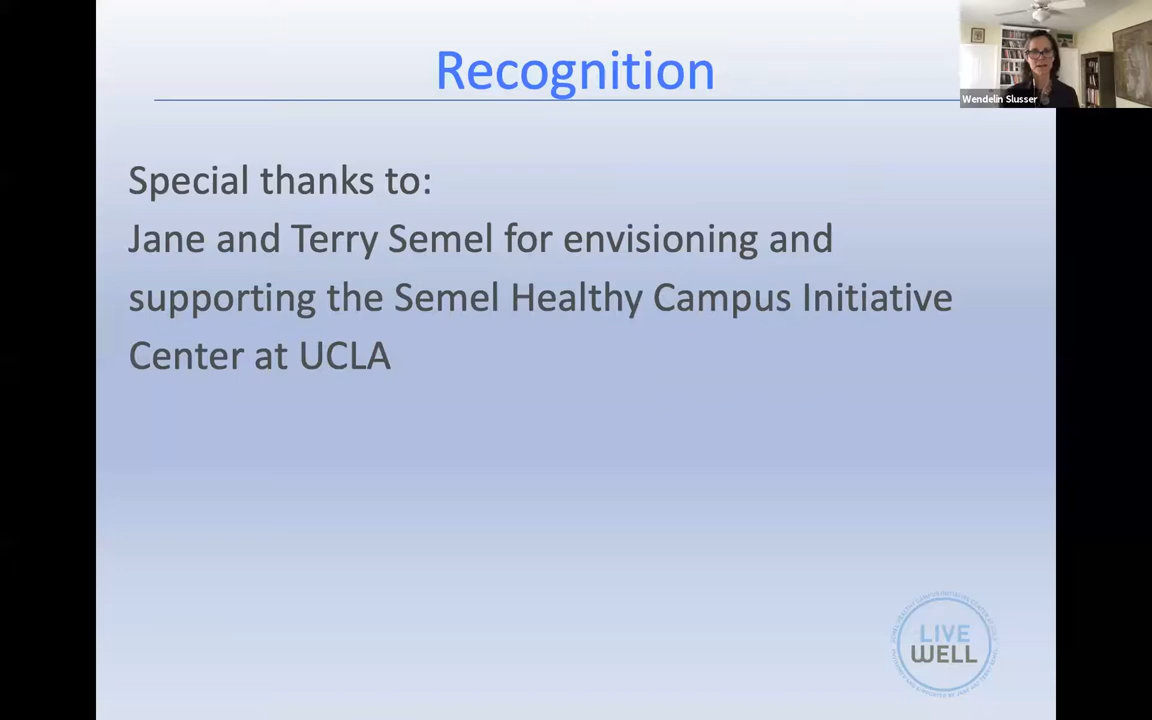 Recognition
Wendelin Slusser
Special thanks to:
Jane and Terry Semel for envisioning and
supporting the Semel Healthy Campus Initiative
Center at UCLA
LIVE
WELL